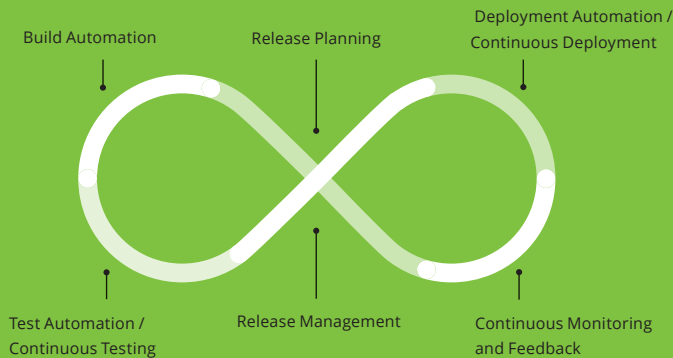 Build Automation
Release Planning
Deployment Automation /
Continuous Deployment
Test Automation /
Continuous Testing
Release Management
Continuous Monitoring
and Feedback